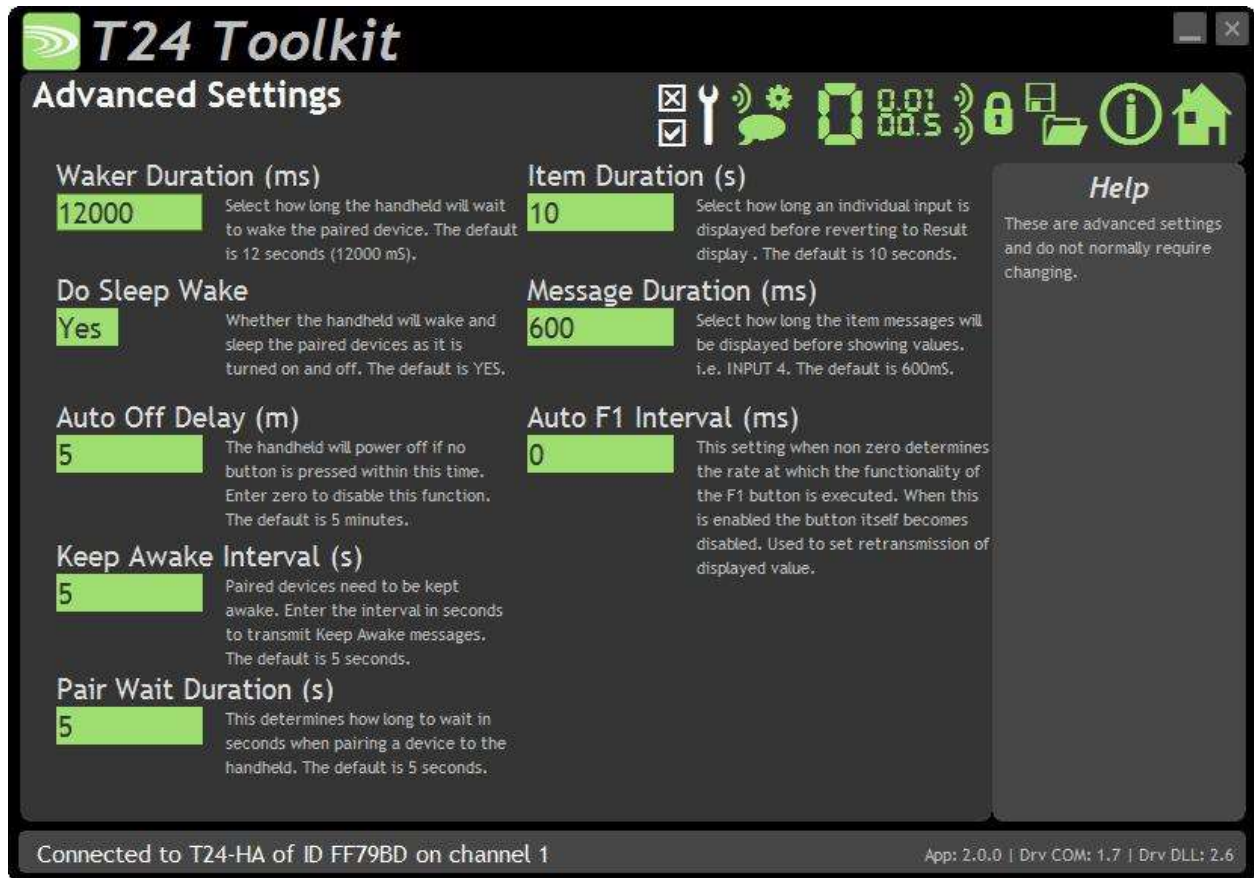 T24 Toolkit
Advanced Settings
0.01
00.5
Waker Duration (ms)
12000
Select how long the handheld will wait
to wake the paired device. The default
is 12 seconds (12000 mS).
Do Sleep Wake
Yes
Whether the handheld will wake and
sleep the paired devices as it is
turned on and off. The default is YES.
Auto Off Delay (m)
5
The handheld will power off if no
button is pressed within this time.
Enter zero to disable this function.
The default is 5 minutes.
Keep Awake Interval (s)
5
Paired devices need to be kept
awake. Enter the interval in seconds
to transmit Keep Awake messages.
The default is 5 seconds.
Pair Wait Duration (s)
5
This determines how long to wait in
seconds when pairing a device to the
handheld. The default is 5 seconds.
Item Duration (s)
10
Select how long an individual input is
displayed before reverting to Result
display . The default is 10 seconds.
Message Duration (ms)
600
Select how long the item messages will
be displayed before showing values.
i.e. INPUT 4. The default is 600mS.
Auto F1 Interval (ms)
0
This setting when non zero determines
the rate at which the functionality of
the F1 button is executed. When this
is enabled the button itself becomes
disabled. Used to set retransmission of
displayed value.
Help
These are advanced settings
and do not normally require
changing.
Connected to T24-HA of ID FF79BD on channel 1
App: 2.0.0 | Drv COM: 1.7 | Drv DLL: 2.6